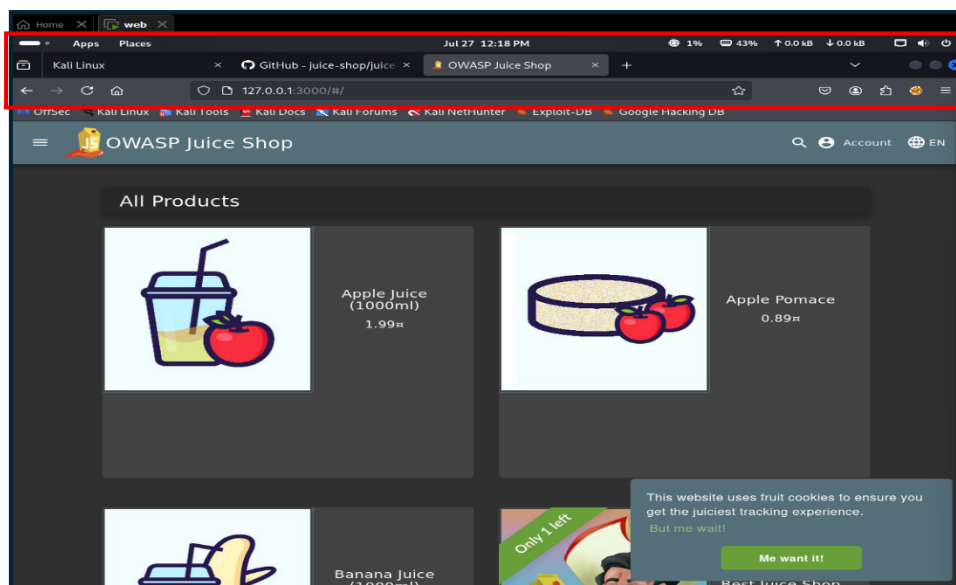 Home web
Apps Places Jul 27 12:18 PM 1% 43% ↑ 0.0 kB ↓ 0.0 kB
Kali Linux GitHub - juice-shop/juice- OWASP Juice Shop
127.0.0.1:3000/#/
OffSec Kali Linux Kali Tools Kali Docs Kali Forums Kali NetHunter Exploit-DB Google Hacking DB
OWASP Juice Shop Account EN
All Products
Apple Juice
(1000ml)
1.99¤
Apple Pomace
0.89¤
Banana Juice
(1000ml)
Only 1 left
Best Juice Shop
This website uses fruit cookies to ensure you
get the juiciest tracking experience.
But me wait!
Me want it!